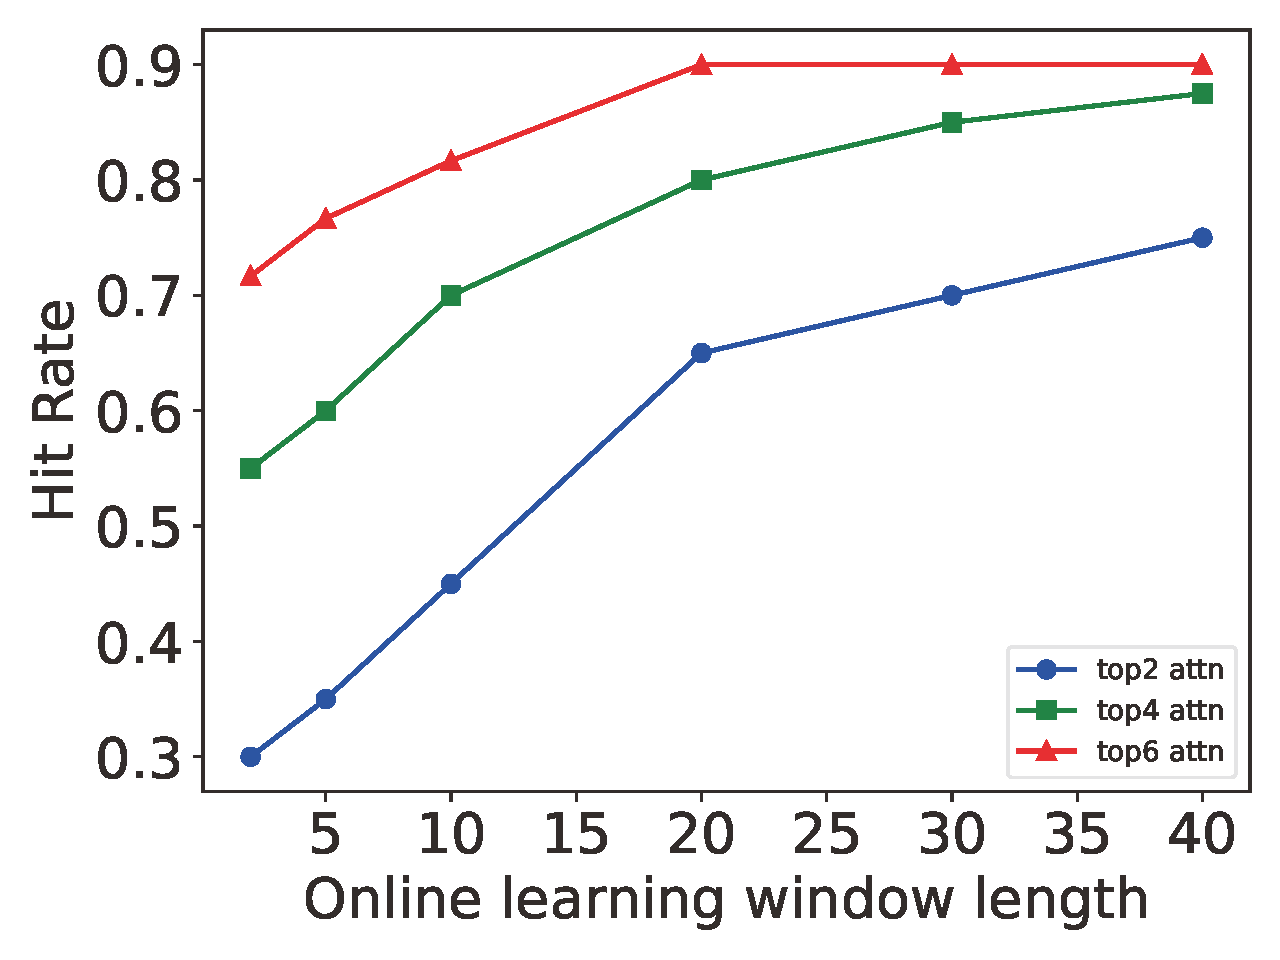 0.9
0.8
0.7
0.6
0.5
0.4
0.3
Hit Rate
5 10 15 20 25 30 35 40
Online learning window length
top2 attn
top4 attn
top6 attn